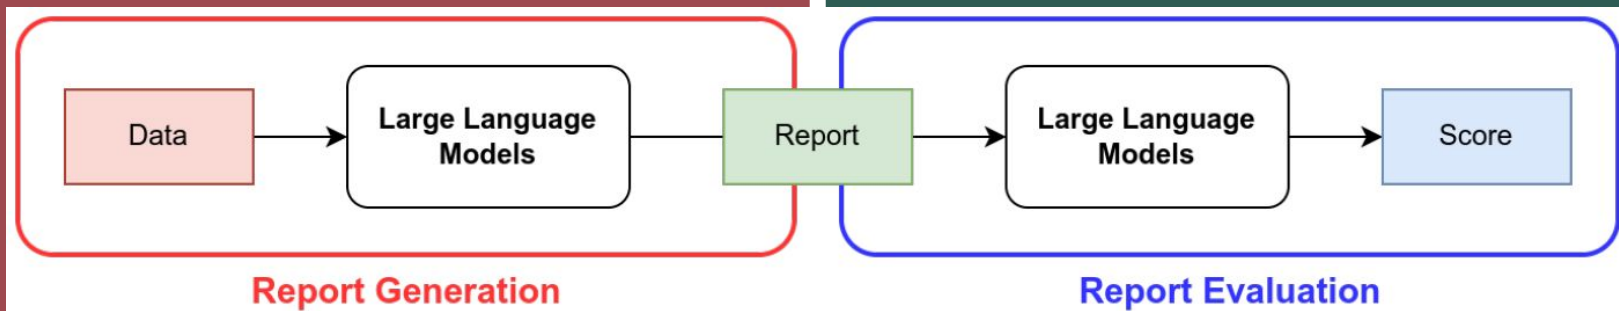 Data
Large Language
Models
Report
Large Language
Models
Score
Report Generation
Report Evaluation